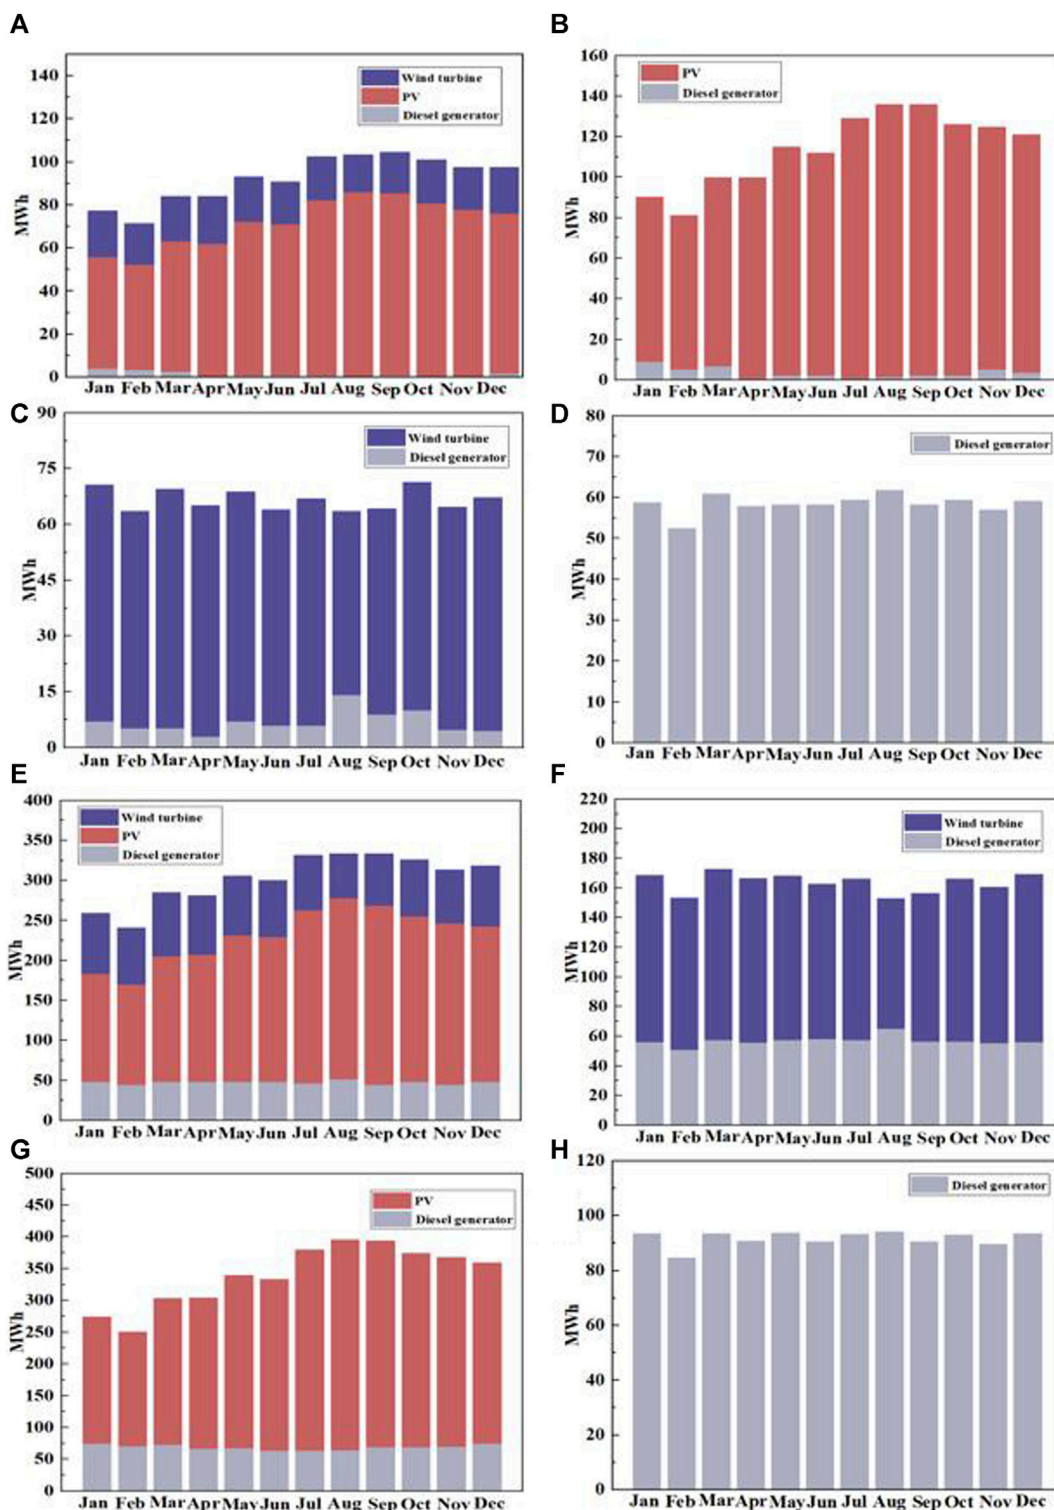 A
140
120
100
80
60
40
20
0
MWh
Wind turbine
PV
Diesel generator
Jan Feb Mar Apr May Jun Jul Aug Sep Oct Nov Dec
B
160
140
120
100
80
60
40
20
0
MWh
PV
Diesel generator
Jan Feb Mar Apr May Jun Jul Aug Sep Oct Nov Dec
C
90
75
60
45
30
15
0
MWh
Wind turbine
Diesel generator
Jan Feb Mar Apr May Jun Jul Aug Sep Oct Nov Dec
D
80
70
60
50
40
30
20
10
0
MWh
Diesel generator
Jan Feb Mar Apr May Jun Jul Aug Sep Oct Nov Dec
E
400
350
300
250
200
150
100
50
0
MWh
Wind turbine
PV
Diesel generator
Jan Feb Mar Apr May Jun Jul Aug Sep Oct Nov Dec
F
220
200
180
160
140
120
100
80
60
40
20
0
MWh
Wind turbine
Diesel generator
Jan Feb Mar Apr May Jun Jul Aug Sep Oct Nov Dec
G
500
450
400
350
300
250
200
150
100
50
0
MWh
PV
Diesel generator
Jan Feb Mar Apr May Jun Jul Aug Sep Oct Nov Dec
H
120
100
80
60
40
20
0
MWh
Diesel generator
Jan Feb Mar Apr May Jun Jul Aug Sep Oct Nov Dec